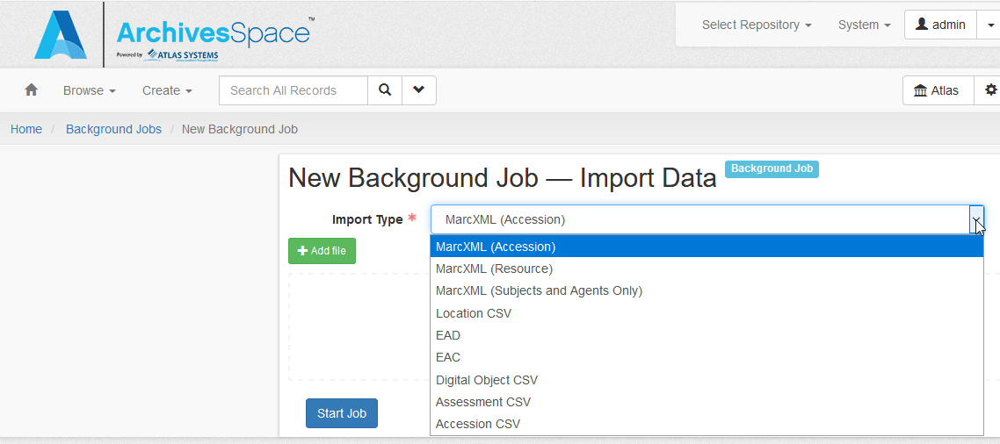 Select Repository System admin
ArchivesSpace™
Powered by ATLAS SYSTEMS
Browse Create Search All Records Atlas
Home / Background Jobs / New Background Job
New Background Job — Import Data Background Job
Import Type * MarcXML (Accession)
Add file
MarcXML (Accession)
MarcXML (Resource)
MarcXML (Subjects and Agents Only)
Location CSV
EAD
EAC
Digital Object CSV
Assessment CSV
Accession CSV
Start Job